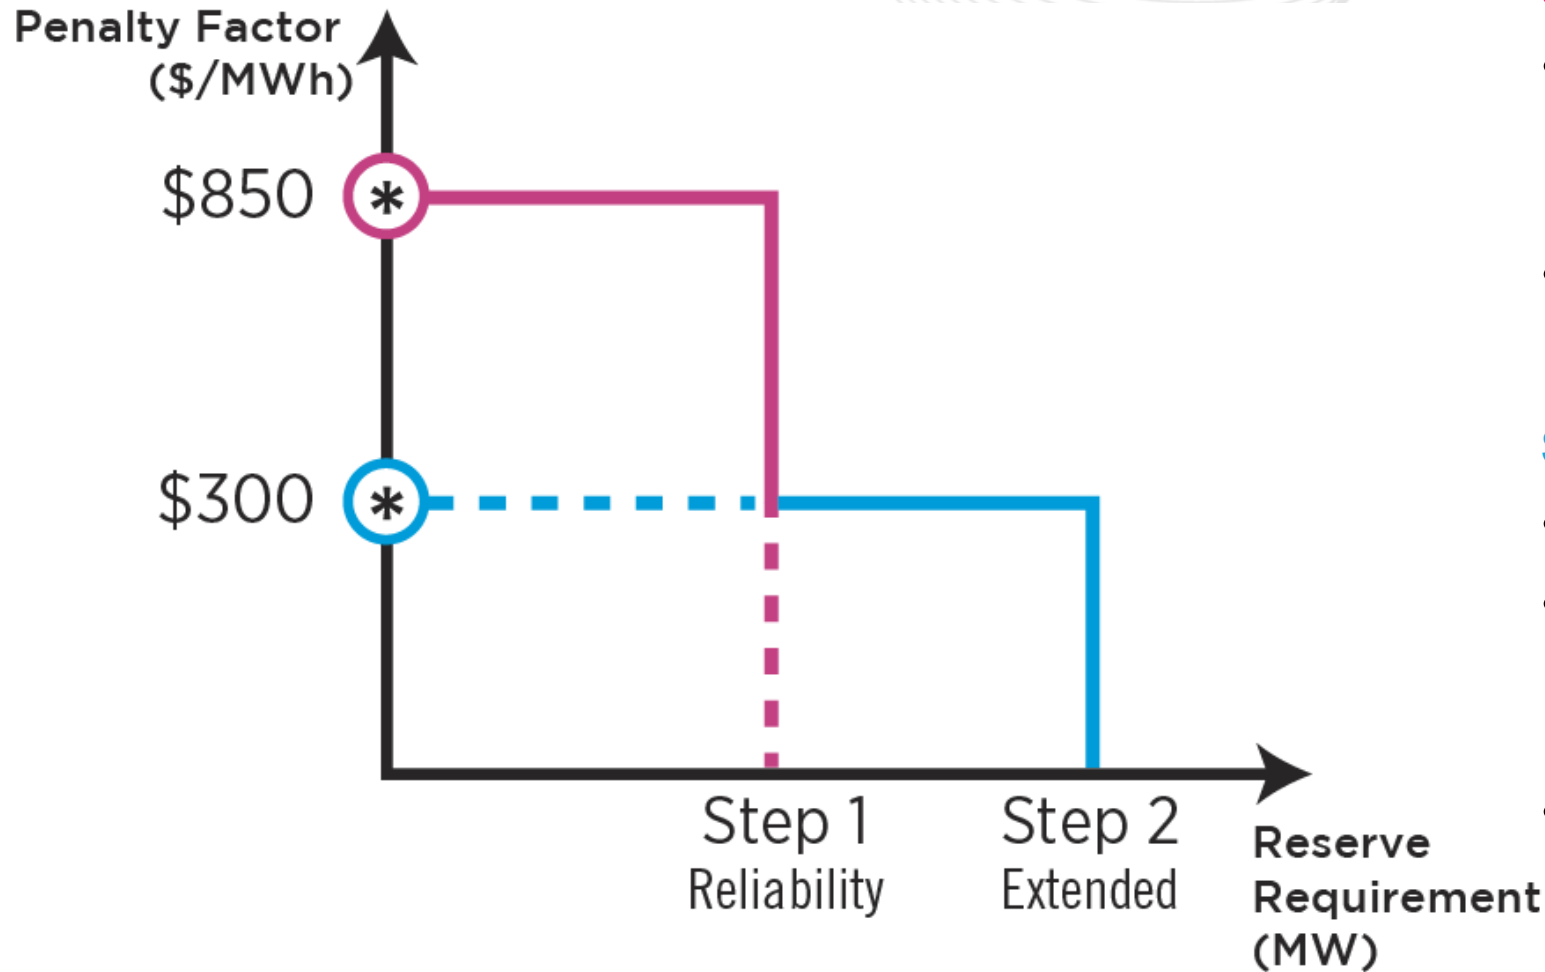 Penalty Factor
($/MWh)
$850
*
$300
*
Step 1
Reliability
Step 2
Extended
Reserve
Requirement
(MW)